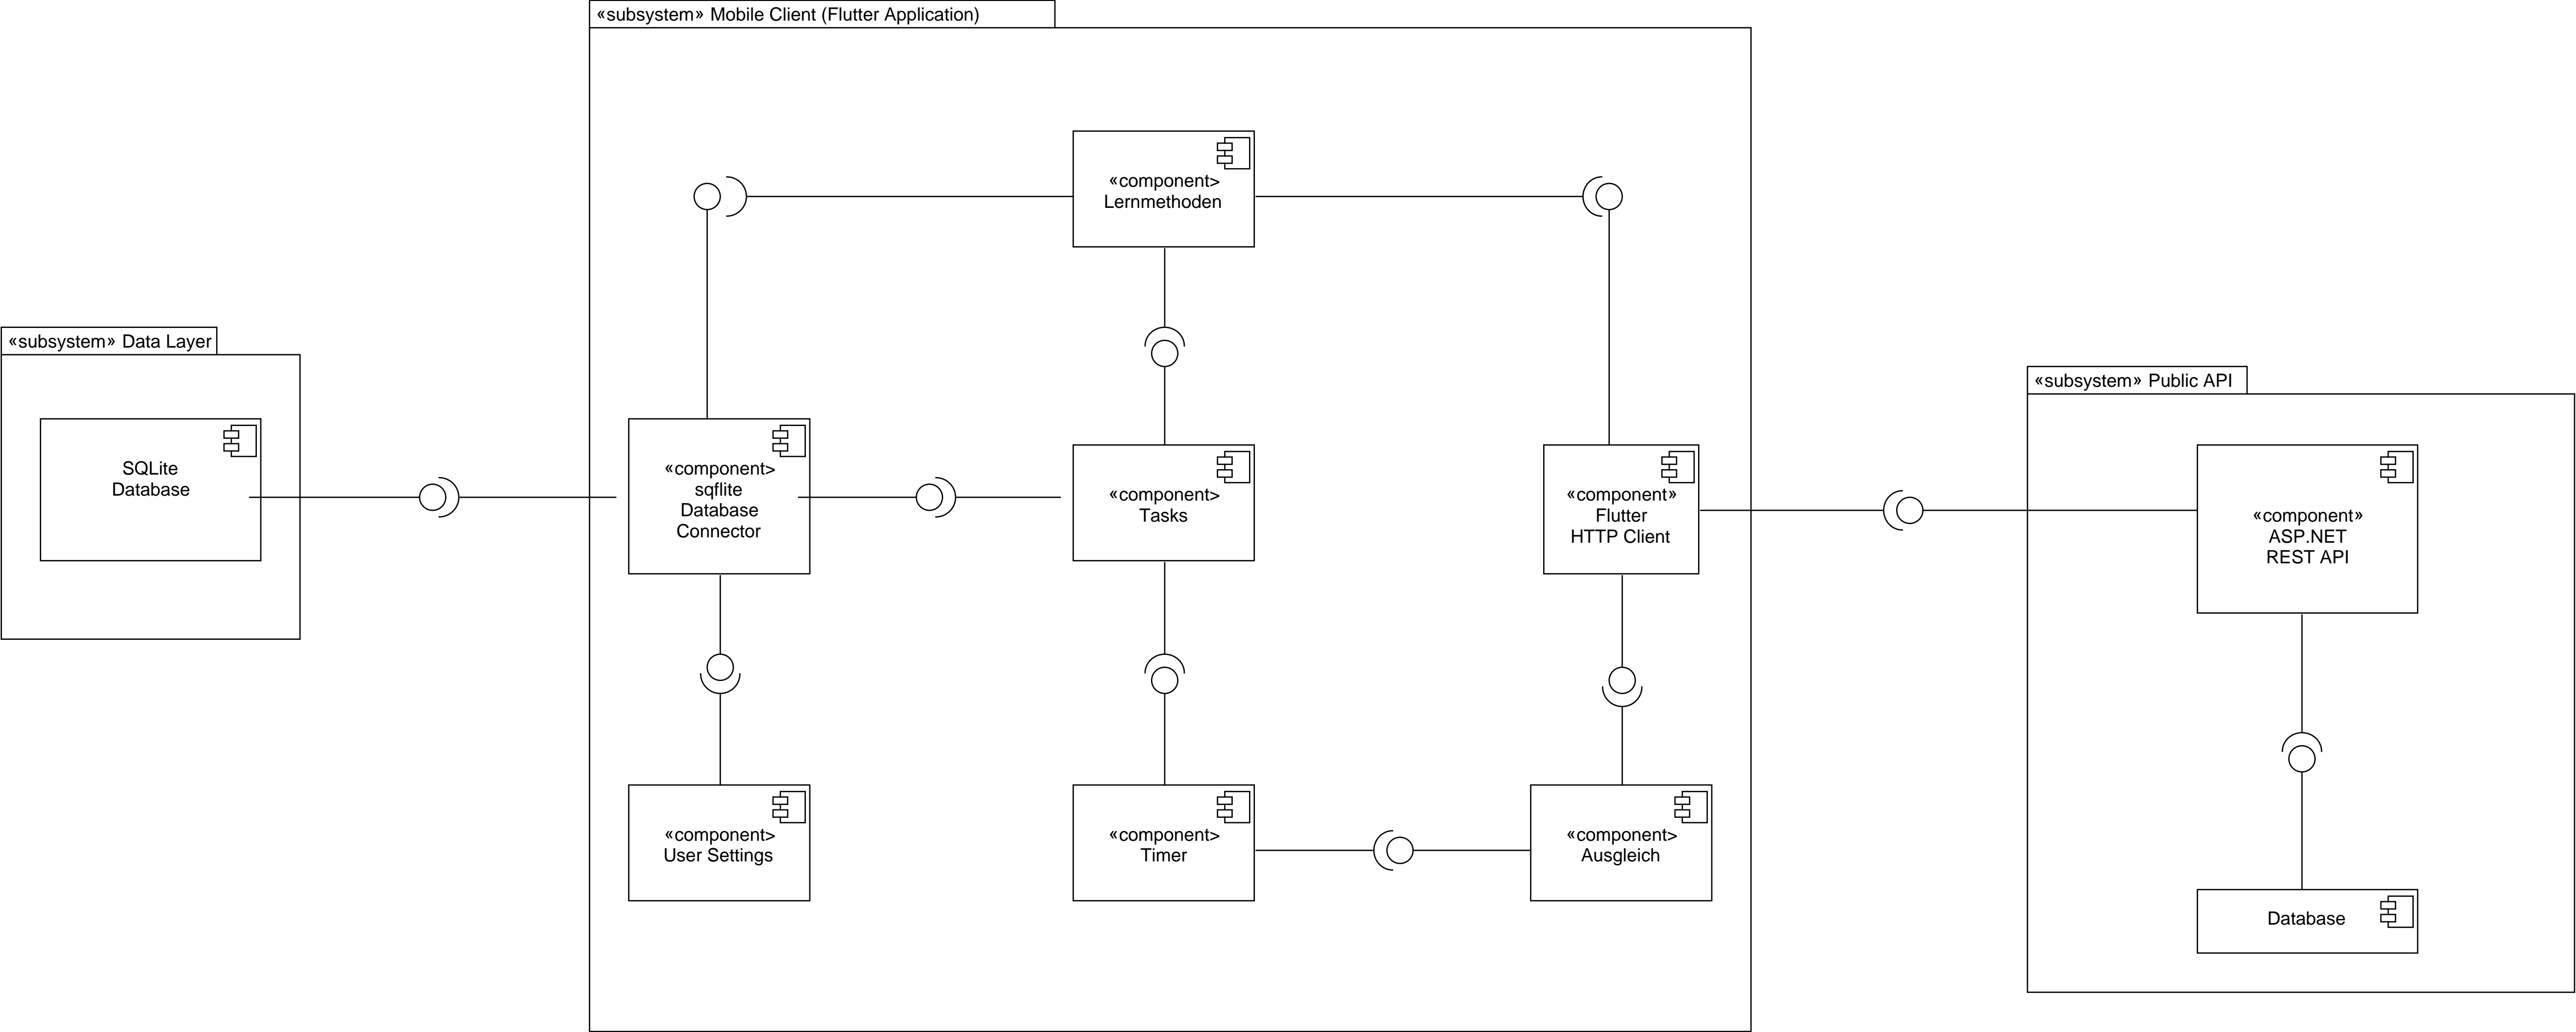 «subsystem» Mobile Client (Flutter Application)
«component>
Lernmethoden
«subsystem» Data Layer
SQLite
Database
«component>
sqflite
Database
Connector
«component>
Tasks
«component»
Flutter
HTTP Client
«subsystem» Public API
«component»
ASP.NET
REST API
«component>
User Settings
«component>
Timer
«component>
Ausgleich
Database